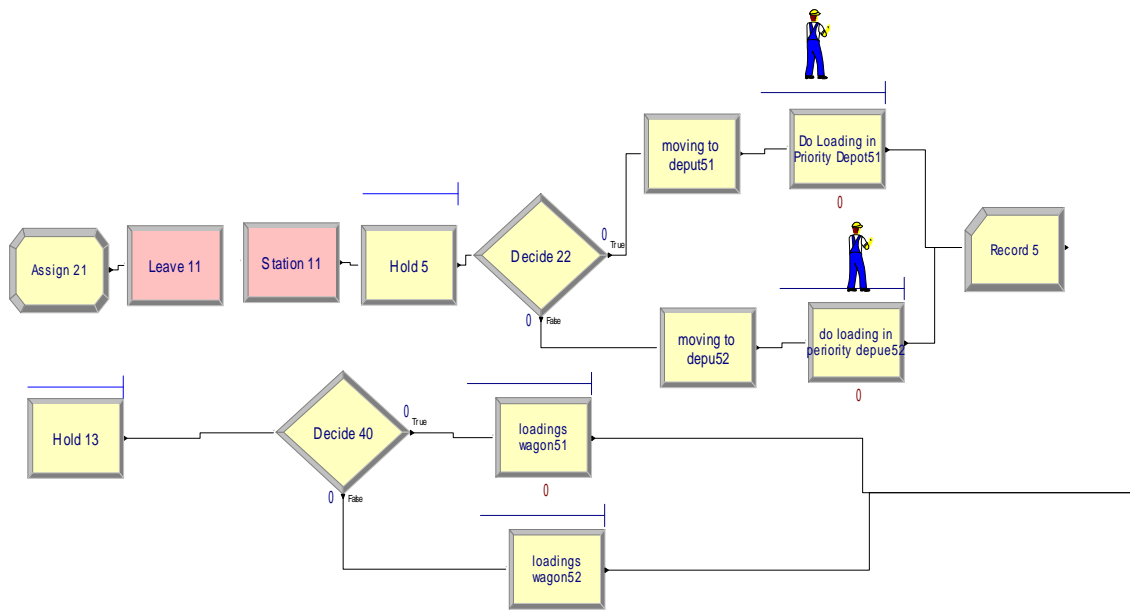 moving to
deput51
Do Loading in
Priority Depot51
0
Assign 21
Leave 11
Station 11
Hold 5
Decide 22
0
True
0
False
Record 5
moving to
depu52
do loading in
periority depue52
0
Hold 13
Decide 40
0
True
0
False
loadings
wagon51
0
loadings
wagon52